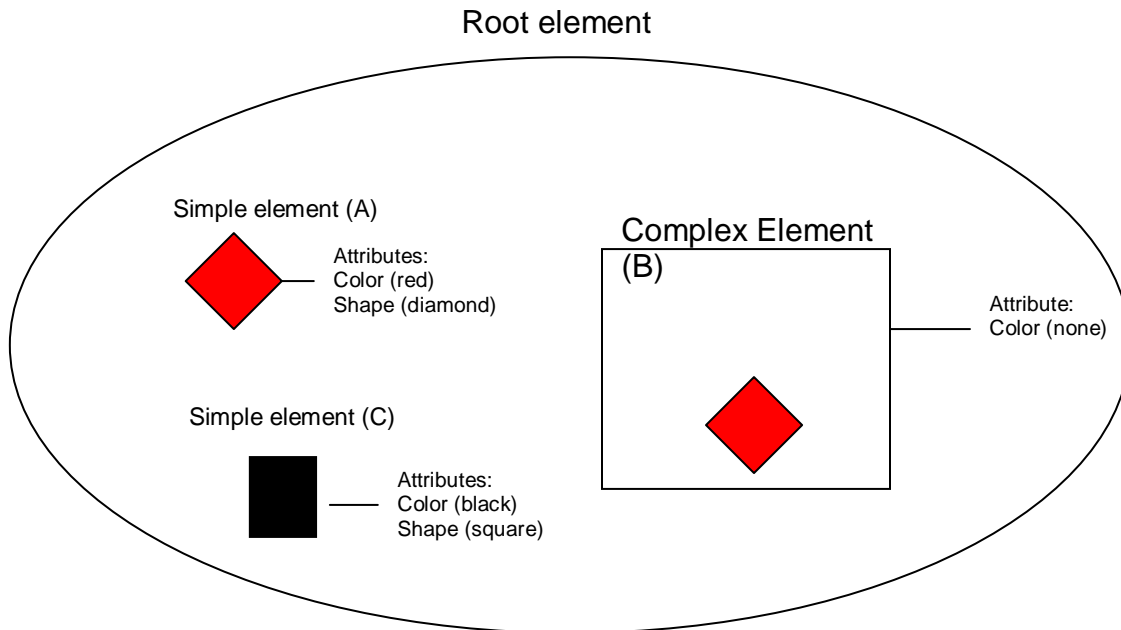 Root element
Simple element (A)
Attributes:
Color (red)
Shape (diamond)
Complex Element
(B)
Attribute:
Color (none)
Simple element (C)
Attributes:
Color (black)
Shape (square)